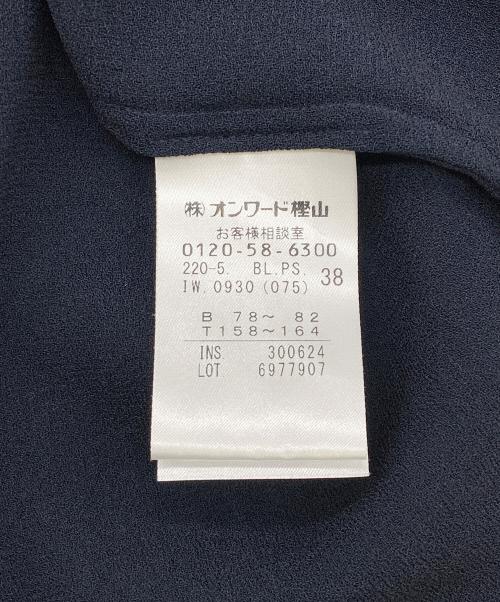 ㈱オンワード樫山
お客様相談室
0120-58-6300
220-5. BL.PS. 38
IW.0930(075)
B 78～ 82
T158～164
INS. 300624
LOT 6977907